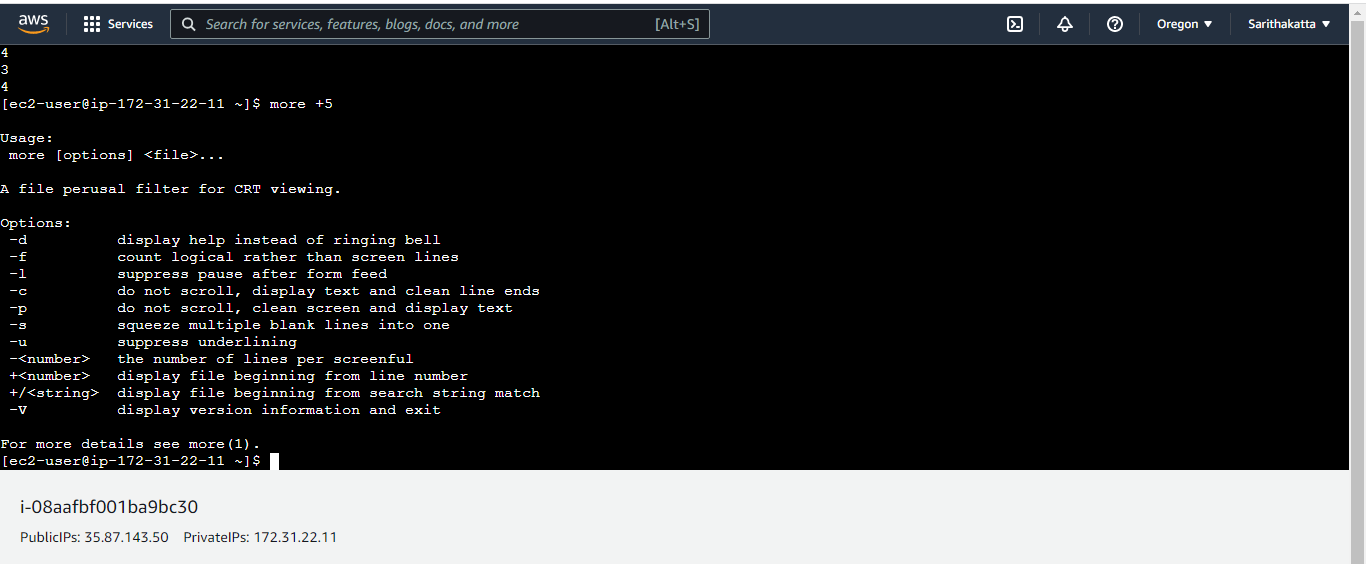 aws Services Search for services, features, blogs, docs, and more [Alt+S] Oregon Sarithakatta
4
3
4
[ec2-user@ip-172-31-22-11 ~]$ more +5
Usage:
more [options] <file>...
A file perusal filter for CRT viewing.
Options:
-d display help instead of ringing bell
-f count logical rather than screen lines
-l suppress pause after form feed
-c do not scroll, display text and clean line ends
-p do not scroll, clean screen and display text
-s squeeze multiple blank lines into one
-u suppress underlining
-<number> the number of lines per screenful
+<number> display file beginning from line number
+/<string> display file beginning from search string match
-V display version information and exit
For more details see more(1).
[ec2-user@ip-172-31-22-11 ~]$
i-08aafbf001ba9bc30
PublicIPs: 35.87.143.50 PrivateIPs: 172.31.22.11